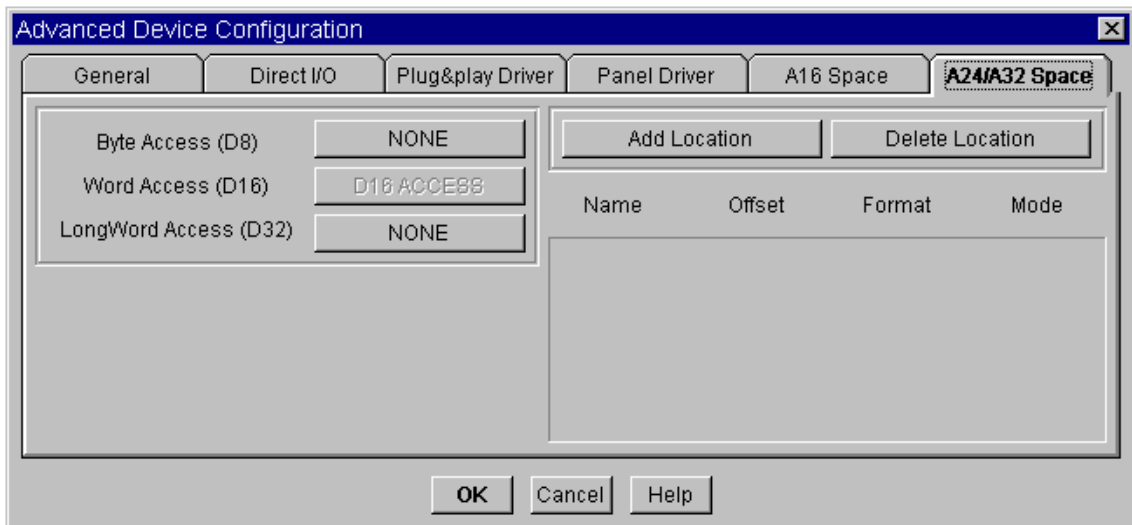 Advanced Device Configuration
General Direct I/O Plug&play Driver Panel Driver A16 Space A24/A32 Space
Byte Access (D8) NONE Add Location Delete Location
Word Access (D16) D16 ACCESS
Name Offset Format Mode
LongWord Access (D32) NONE
OK Cancel Help